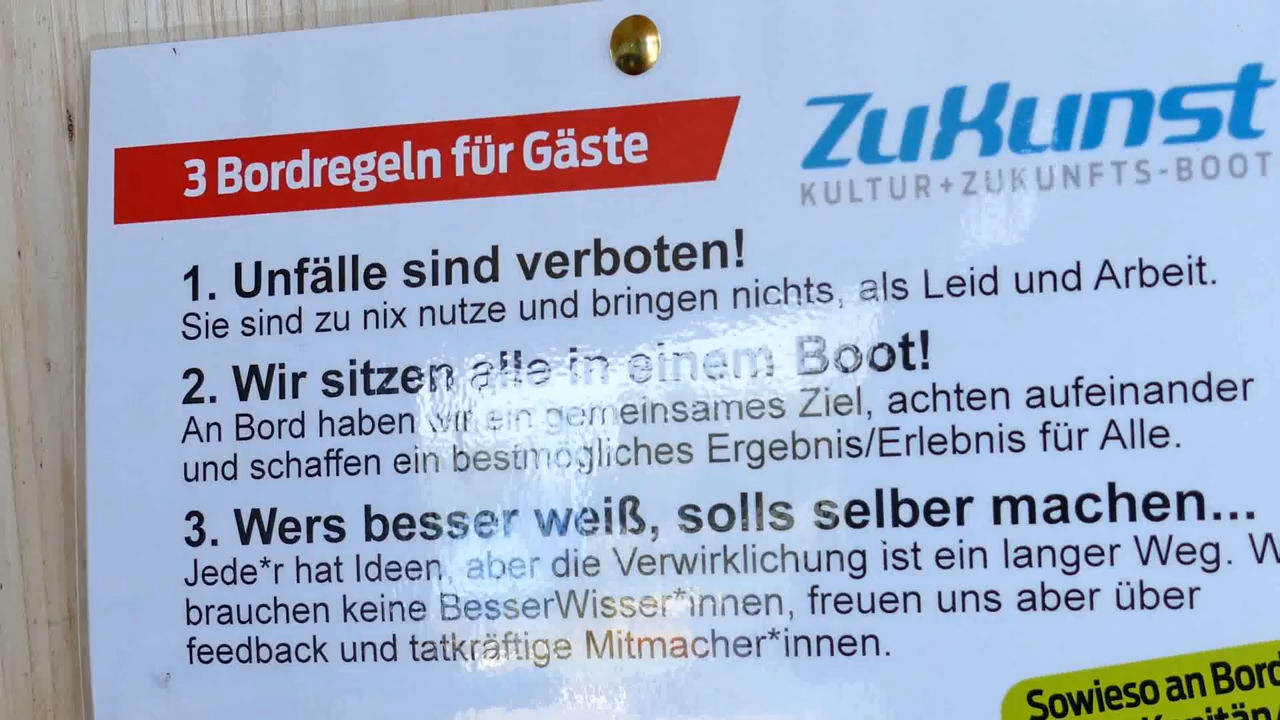 3 Bordregeln für Gäste
ZuKunst
KULTUR+ZUKUNFTS-BOOT
1. Unfälle sind verboten!
Sie sind zu nix nutze und bringen nichts, als Leid und Arbeit.
2. Wir sitzen alle in einem Boot!
An Bord haben wir ein gemeinsames Ziel, achten aufeinander
und schaffen ein bestmögliches Ergebnis/Erlebnis für Alle.
3. Wers besser weiß, solls selber machen...
Jede*r hat Ideen, aber die Verwirklichung ist ein langer Weg.
brauchen keine BesserWisser*innen, freuen uns aber über
feedback und tatkräftige Mitmacher*innen.
Sowieso an Bord